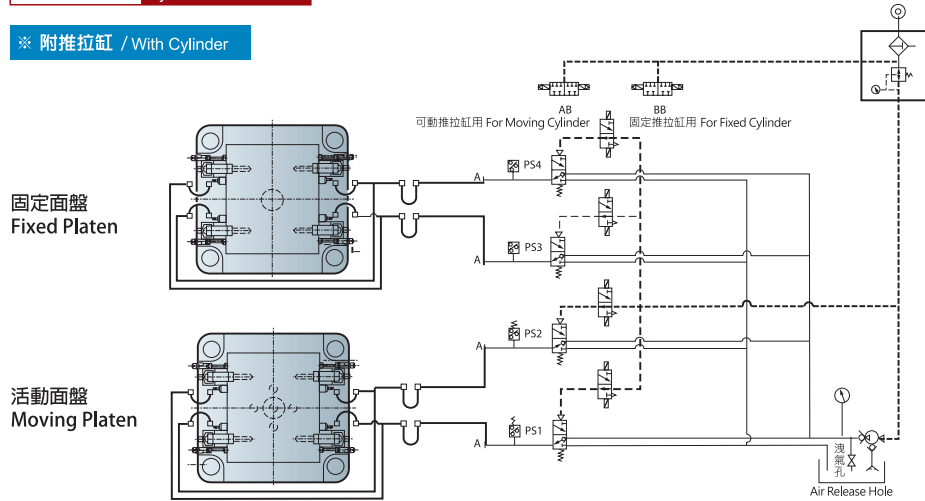 ※ 附推拉缸 / With Cylinder
AB
BB
可動推拉缸用 For Moving Cylinder
固定推拉缸用 For Fixed Cylinder
A
PS4
固定面盤
Fixed Platen
A
PS3
A
PS2
活動面盤
Moving Platen
A
PS1
洩氣孔
Air Release Hole